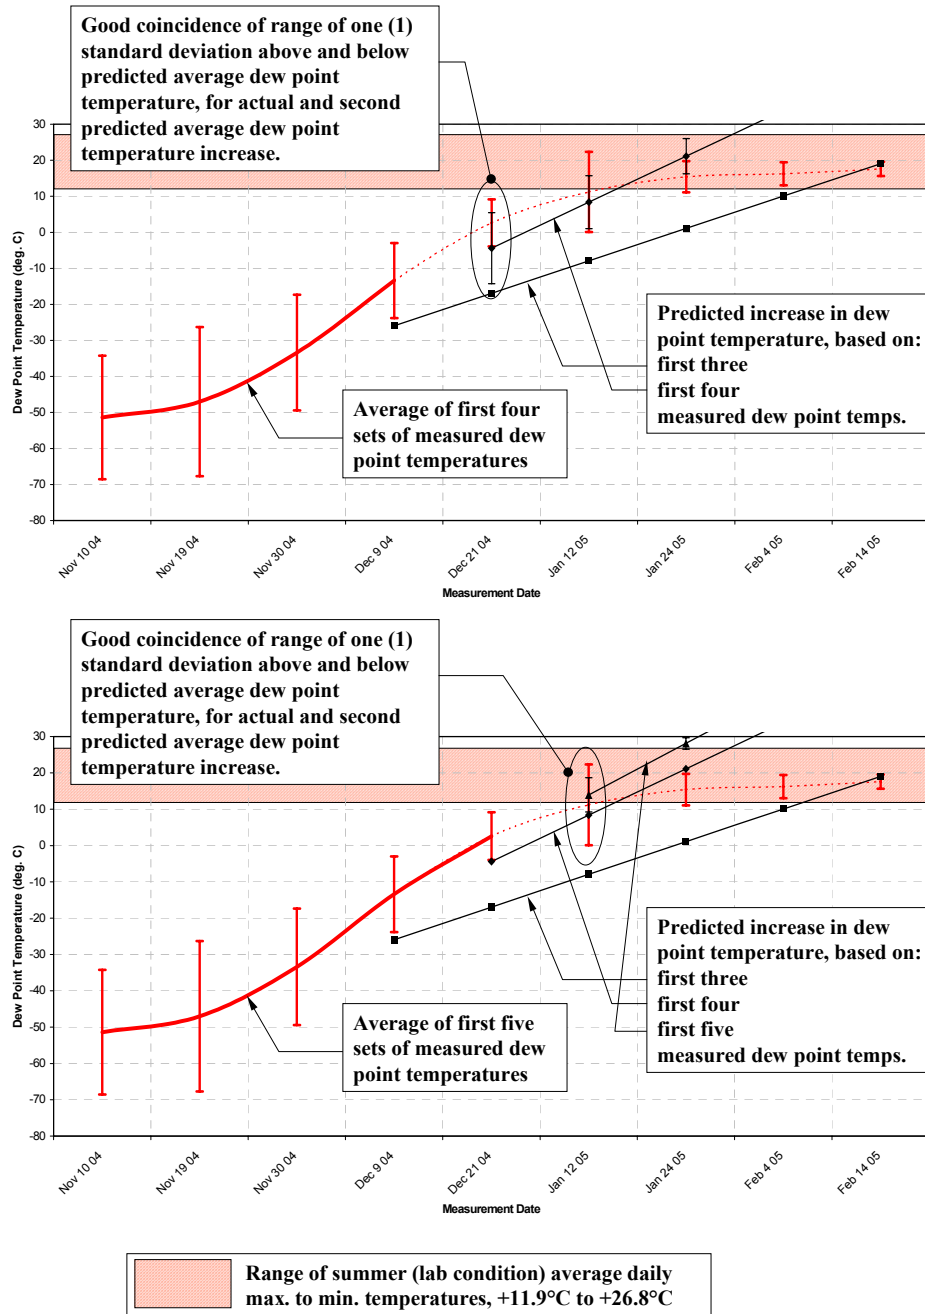 Good coincidence of range of one (1)
standard deviation above and below
predicted average dew point
temperature, for actual and second
predicted average dew point
temperature increase.
30
20
10
0
-10
-20
-30
-40
-50
-60
-70
-80
Dew Point Temperature (deg. C)
Predicted increase in dew
point temperature, based on:
first three
first four
measured dew point temps.
Average of first four
sets of measured dew
point temperatures
Nov 10 04
Nov 19 04
Nov 30 04
Dec 9 04
Dec 21 04
Jan 12 05
Jan 24 05
Feb 4 05
Feb 14 05
Measurement Date
Good coincidence of range of one (1)
standard deviation above and below
predicted average dew point
temperature, for actual and second
predicted average dew point
temperature increase.
30
20
10
0
-10
-20
-30
-40
-50
-60
-70
-80
Dew Point Temperature (deg. C)
Predicted increase in dew
point temperature, based on:
first three
first four
first five
measured dew point temps.
Average of first five
sets of measured dew
point temperatures
Nov 10 04
Nov 19 04
Nov 30 04
Dec 9 04
Dec 21 04
Jan 12 05
Jan 24 05
Feb 4 05
Feb 14 05
Measurement Date
Range of summer (lab condition) average daily
max. to min. temperatures, +11.9°C to +26.8°C